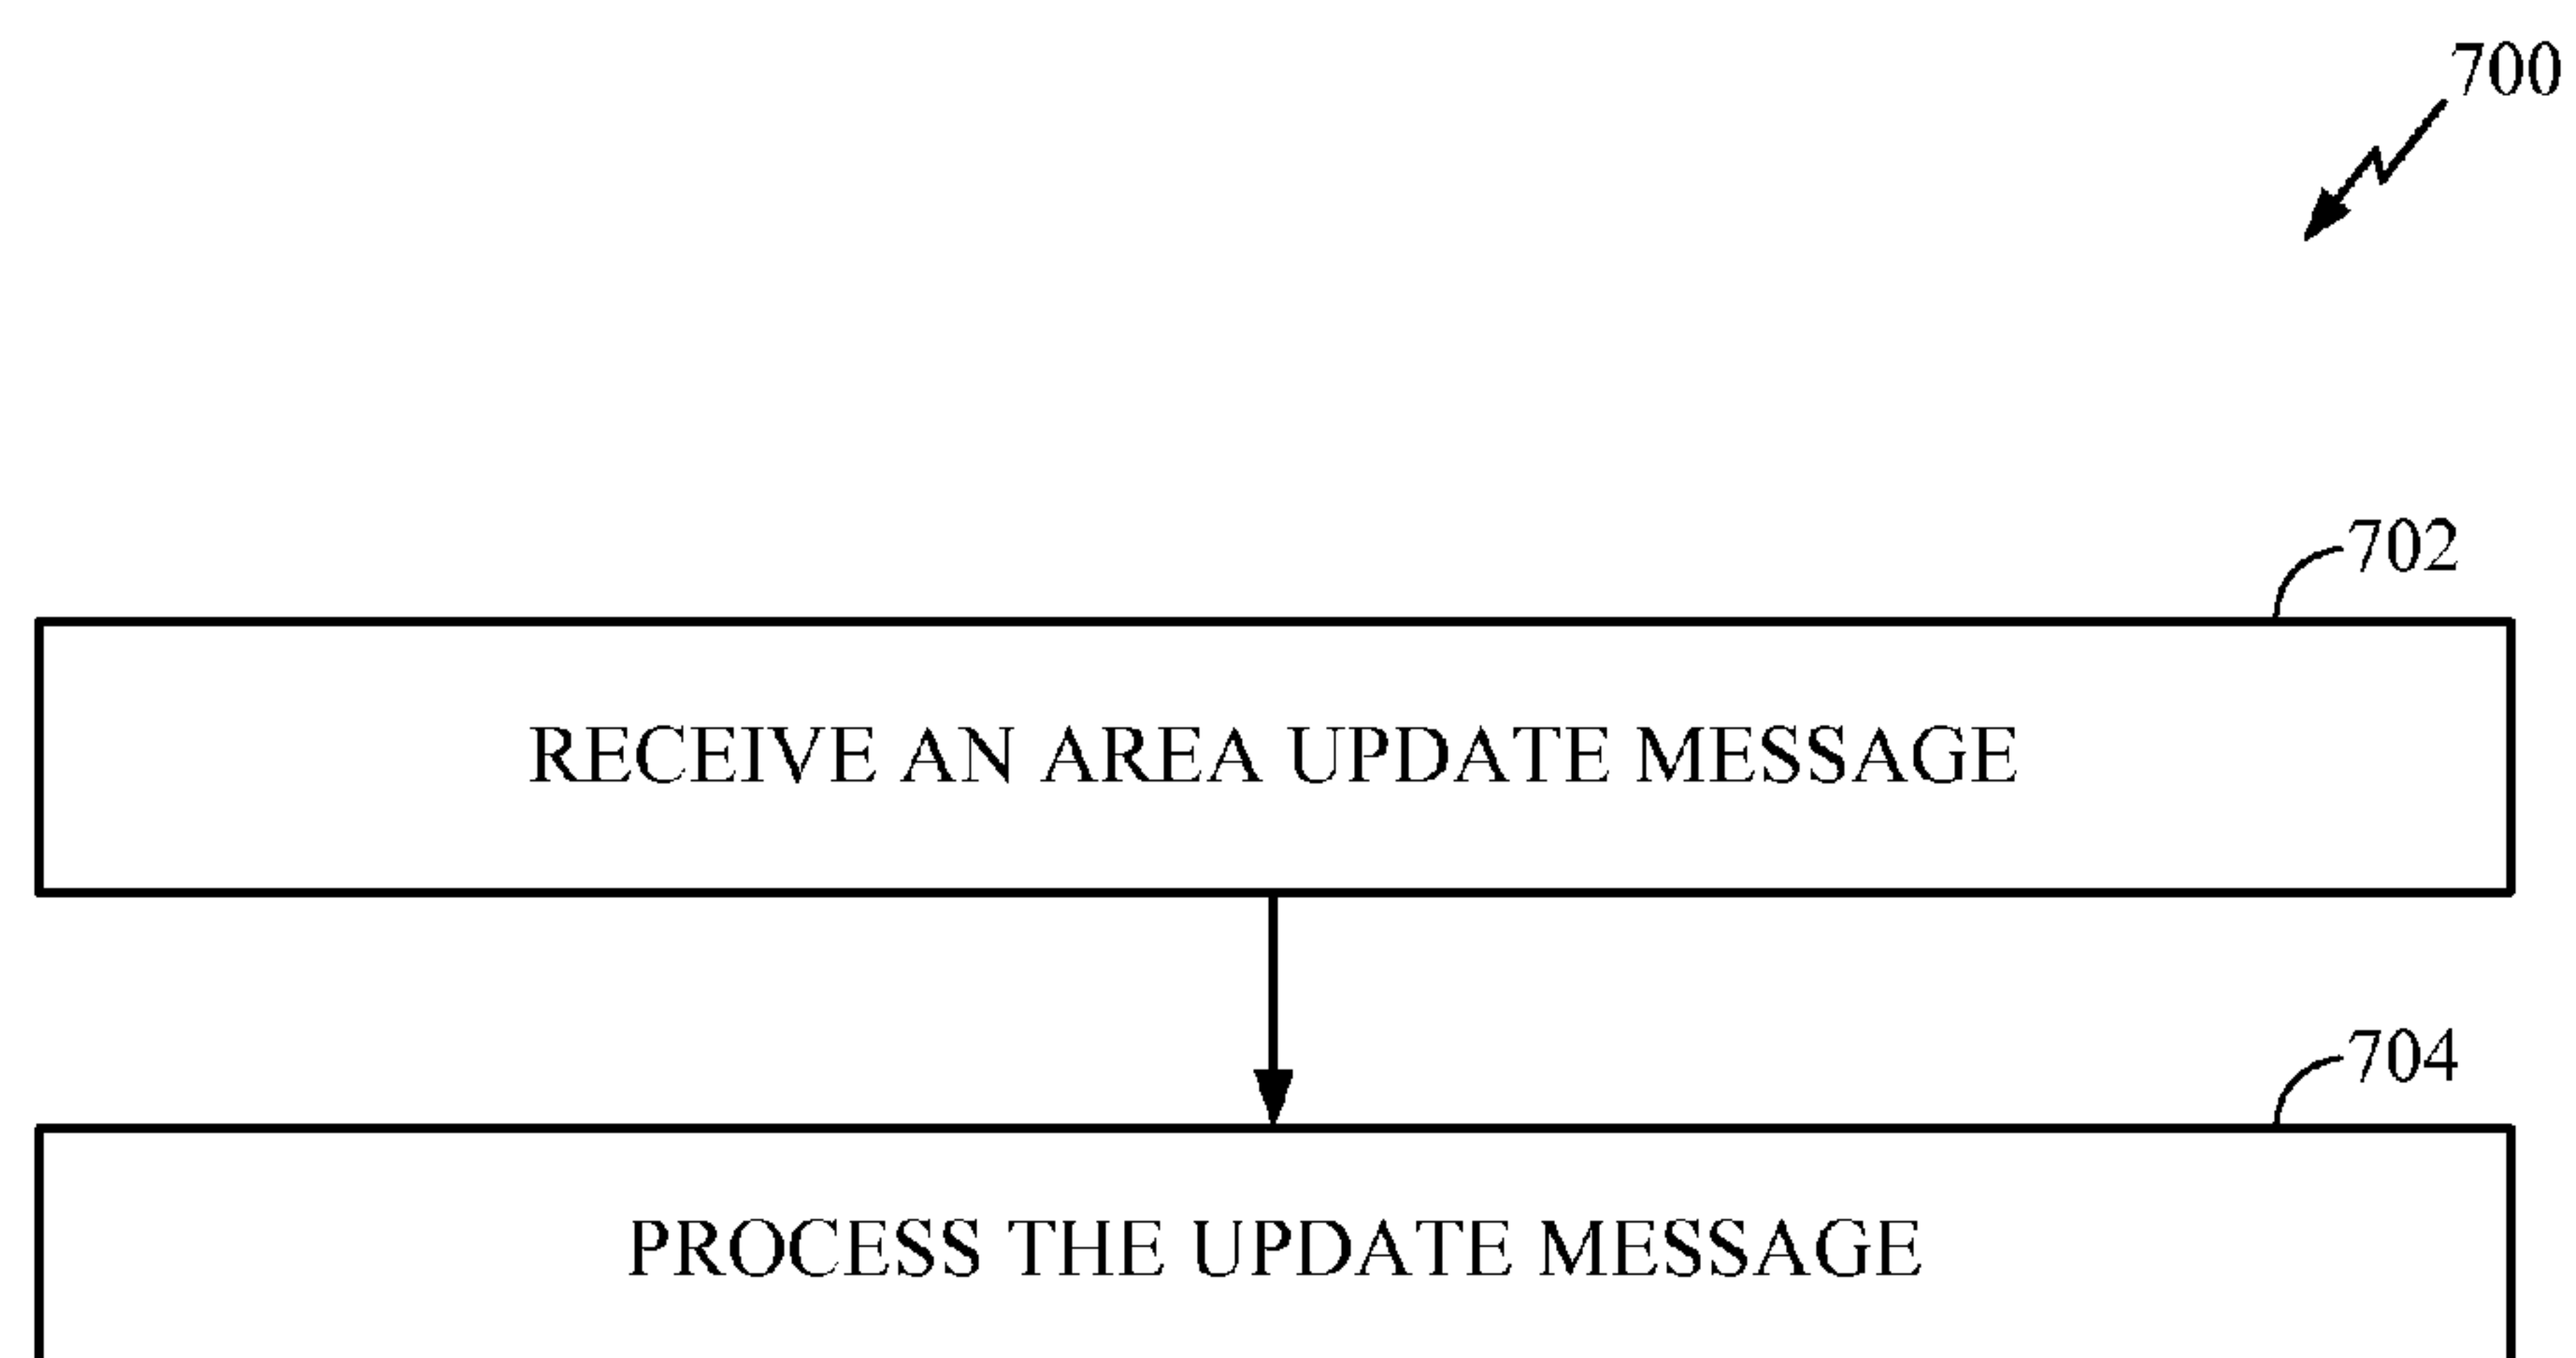 700
702
RECEIVE AN AREA UPDATE MESSAGE
704
PROCESS THE UPDATE MESSAGE